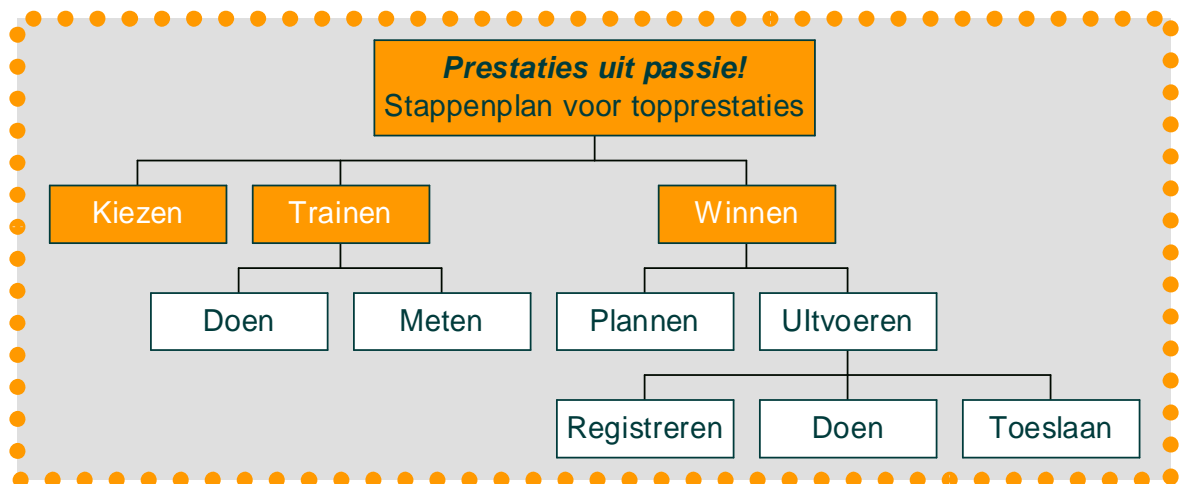 Prestaties uit passie!
Stappenplan voor topprestaties
Kiezen
Trainen
Winnen
Doen
Meten
Plannen
UItvoeren
Registreren
Doen
Toeslaan